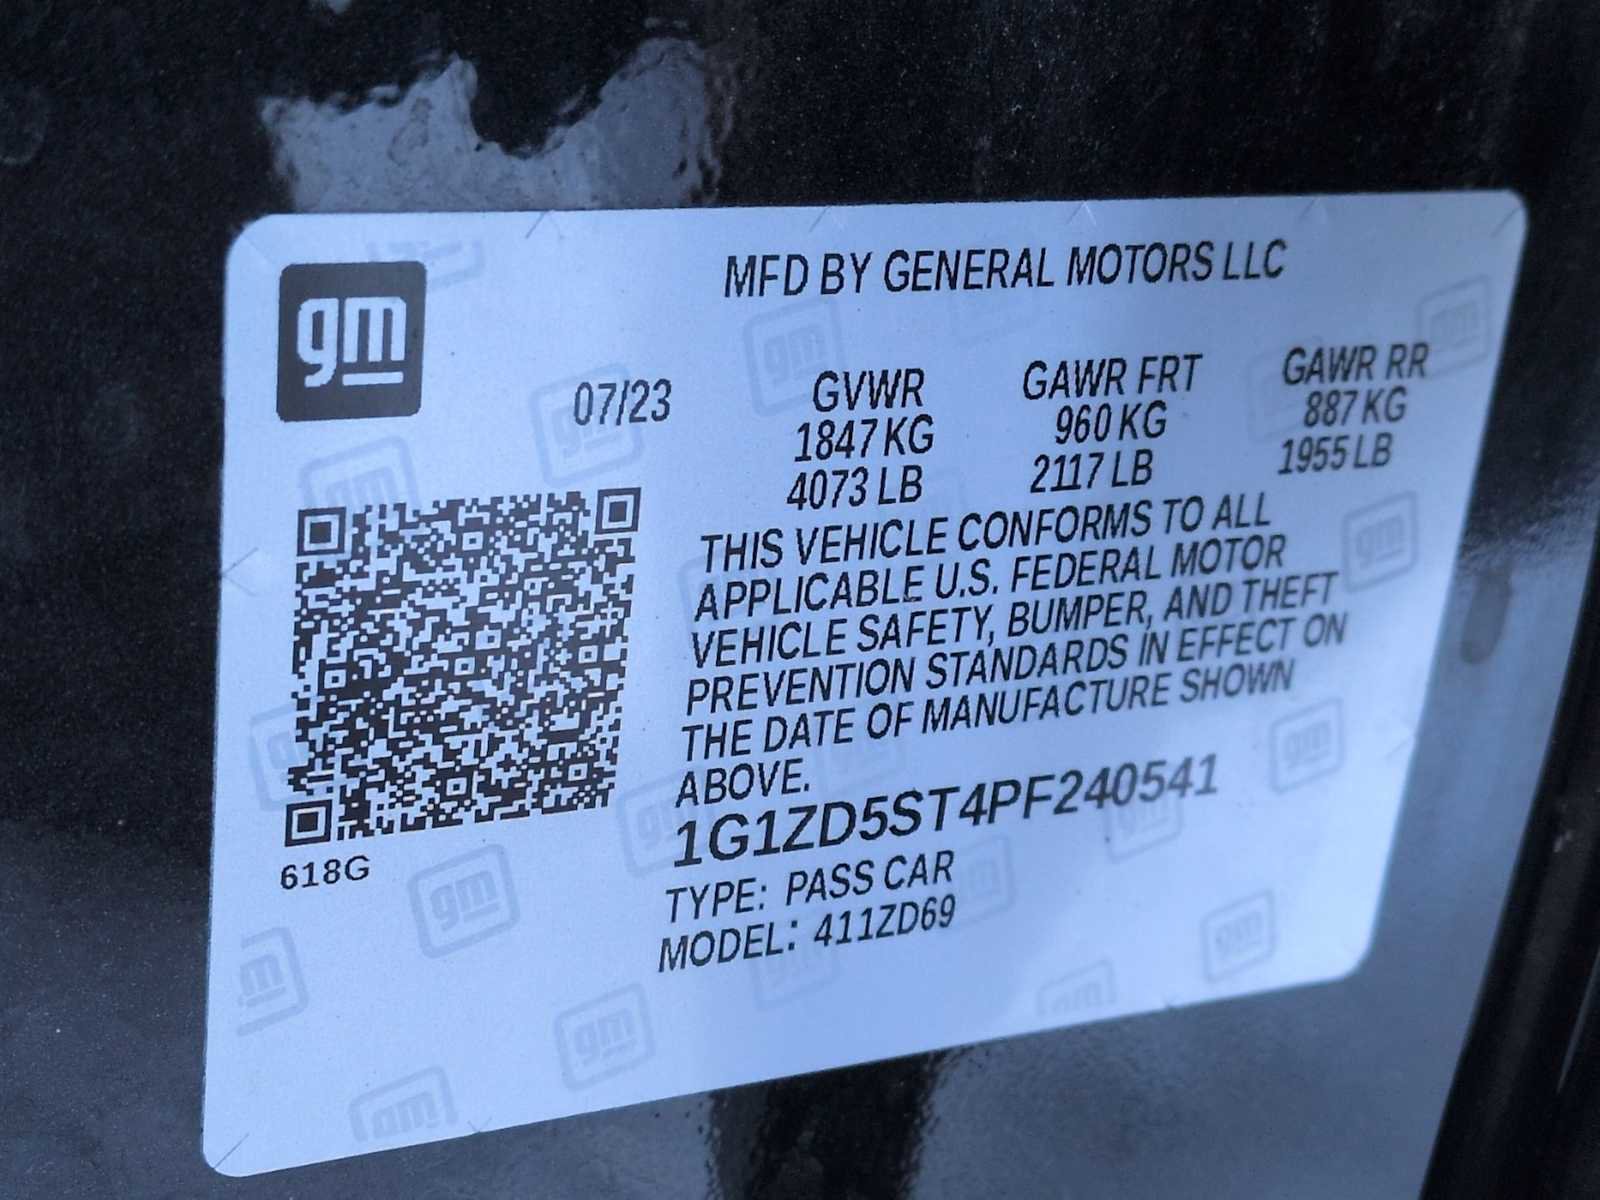 gm
MFD BY GENERAL MOTORS LLC
07/23 GVWR GAWR FRT GAWR RR
1847 KG 960 KG 887 KG
4073 LB 2117 LB 1955 LB
THIS VEHICLE CONFORMS TO ALL
APPLICABLE U.S. FEDERAL MOTOR
VEHICLE SAFETY, BUMPER, AND THEFT
PREVENTION STANDARDS IN EFFECT ON
THE DATE OF MANUFACTURE SHOWN
ABOVE.
1G1ZD5ST4PF240541
TYPE: PASS CAR
MODEL: 411ZD69
618G